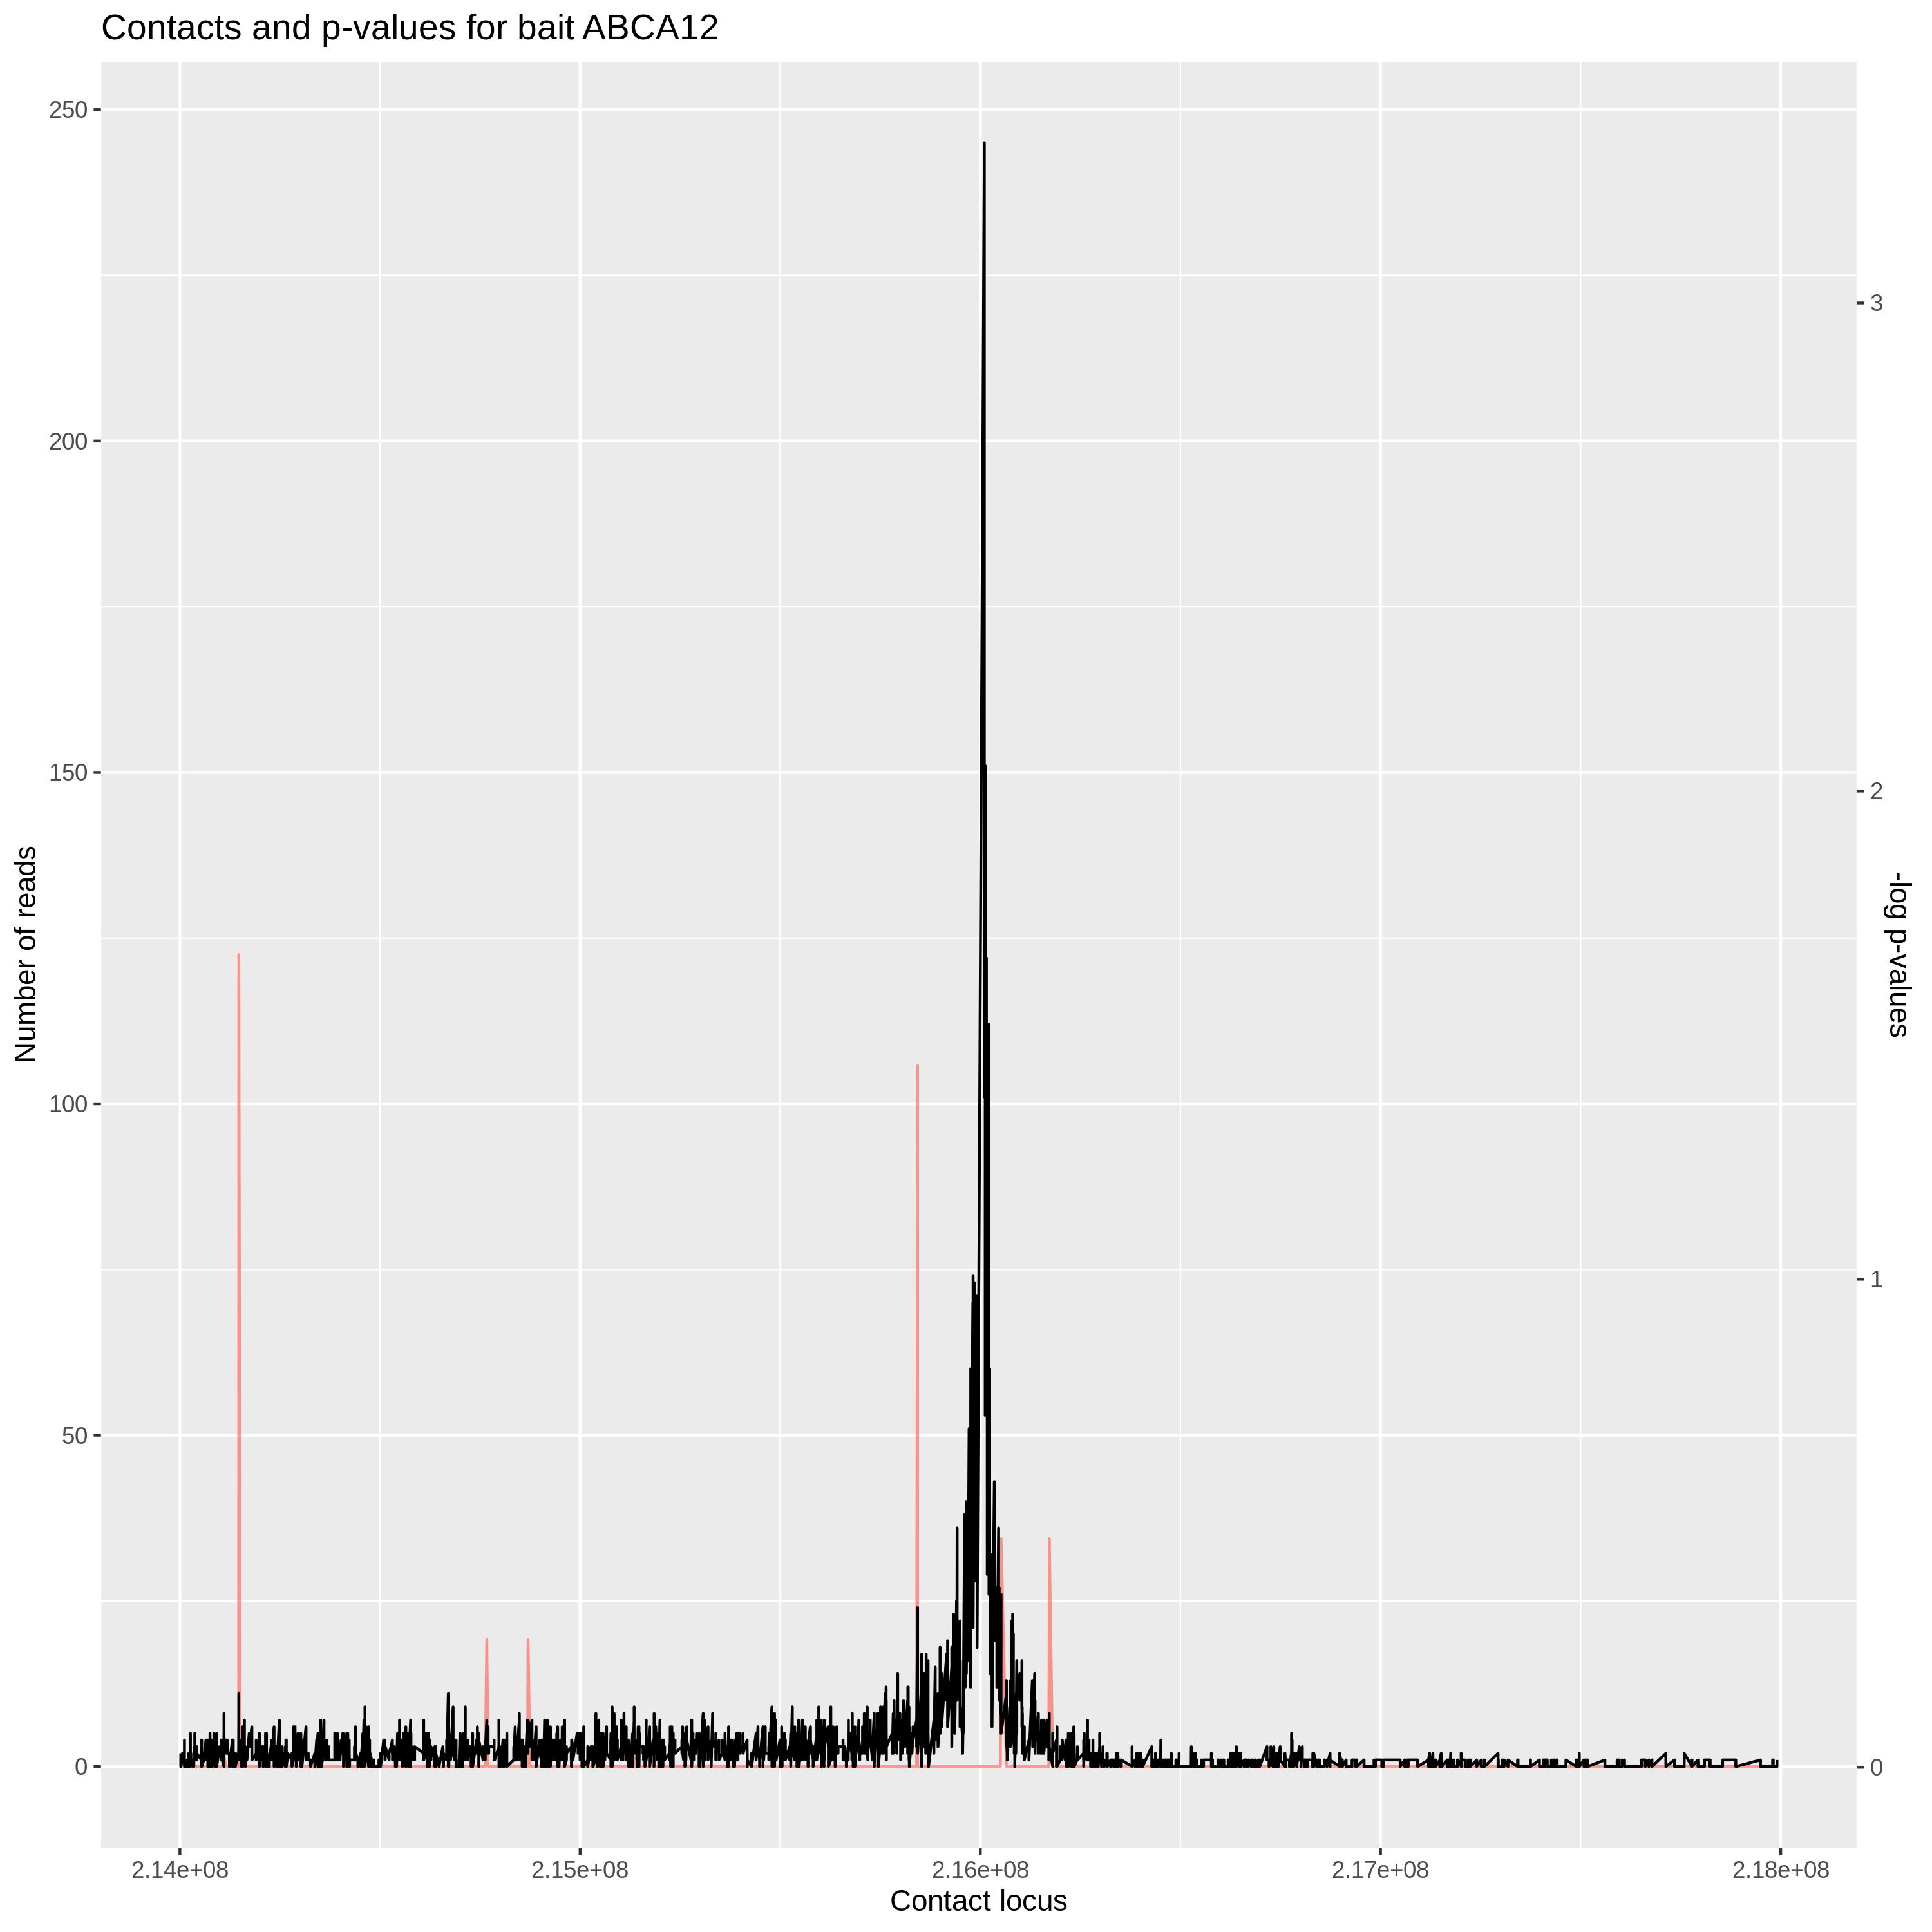 Contacts and p-values for bait ABCA12
250
200
150
100
50
0
Number of reads
3
2
1
0
-log p-values
2.14e+08
2.15e+08
2.16e+08
2.17e+08
2.18e+08
Contact locus